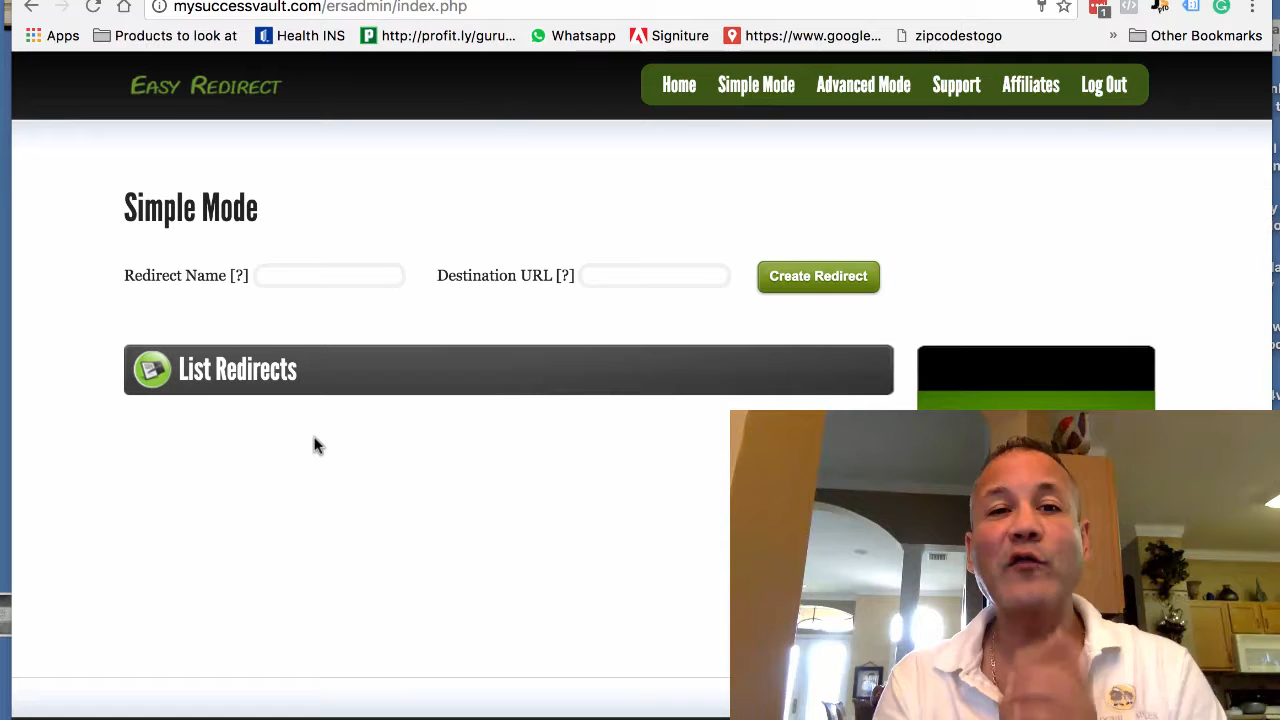 mysuccessvault.com/ersadmin/index.php
1
Apps Products to look at Health INS http://profit.ly/guru... Whatsapp Signiture https://www.google... zipcodestogo » Other Bookmarks
Easy Redirect
Home Simple Mode Advanced Mode Support Affiliates Log Out
Simple Mode
Redirect Name [?] Destination URL [?] Create Redirect
List Redirects